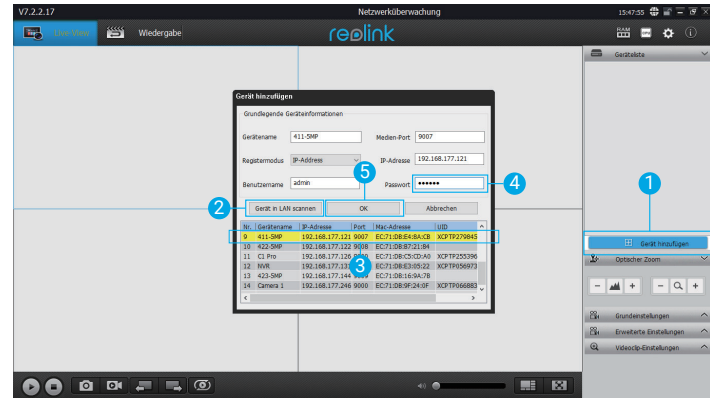 V7.2.2.17
Netzwerküberwachung
15:47:55
Live-View
Wiedergabe
reolink
RAM
CPU
Geräteliste
Gerät hinzufügen
Grundlegende Geräteinformationen
Gerätename 411-5MP Medien-Port 9007
Registermodus IP-Address IP-Adresse 192.168.177.121
Benutzername admin Passwort ••••••
5
4
1
2
Gerät in LAN scannen OK Abbrechen
Nr. Gerätename IP-Adresse Port Mac-Adresse UID
9 411-5MP 192.168.177.121 9007 EC:71:DB:E4:8A:CB XCPTP279845
10 422-5MP 192.168.177.122 9008 EC:71:DB:87:21:84
11 C1 Pro 192.168.177.126 EC:71:DB:C5:CD:A0 XCPTP255396
12 NVR EC:71:DB:E3:05:22 XCPTP056973
13 423-5MP 192.168.177.144 EC:71:DB:16:9A:7B
14 Camera 1 192.168.177.246 9000 EC:71:DB:9F:24:0F XCPTP066883
3
Gerät hinzufügen
Optischer Zoom
Grundeinstellungen
Erweiterte Einstellungen
Videoclip-Einstellungen